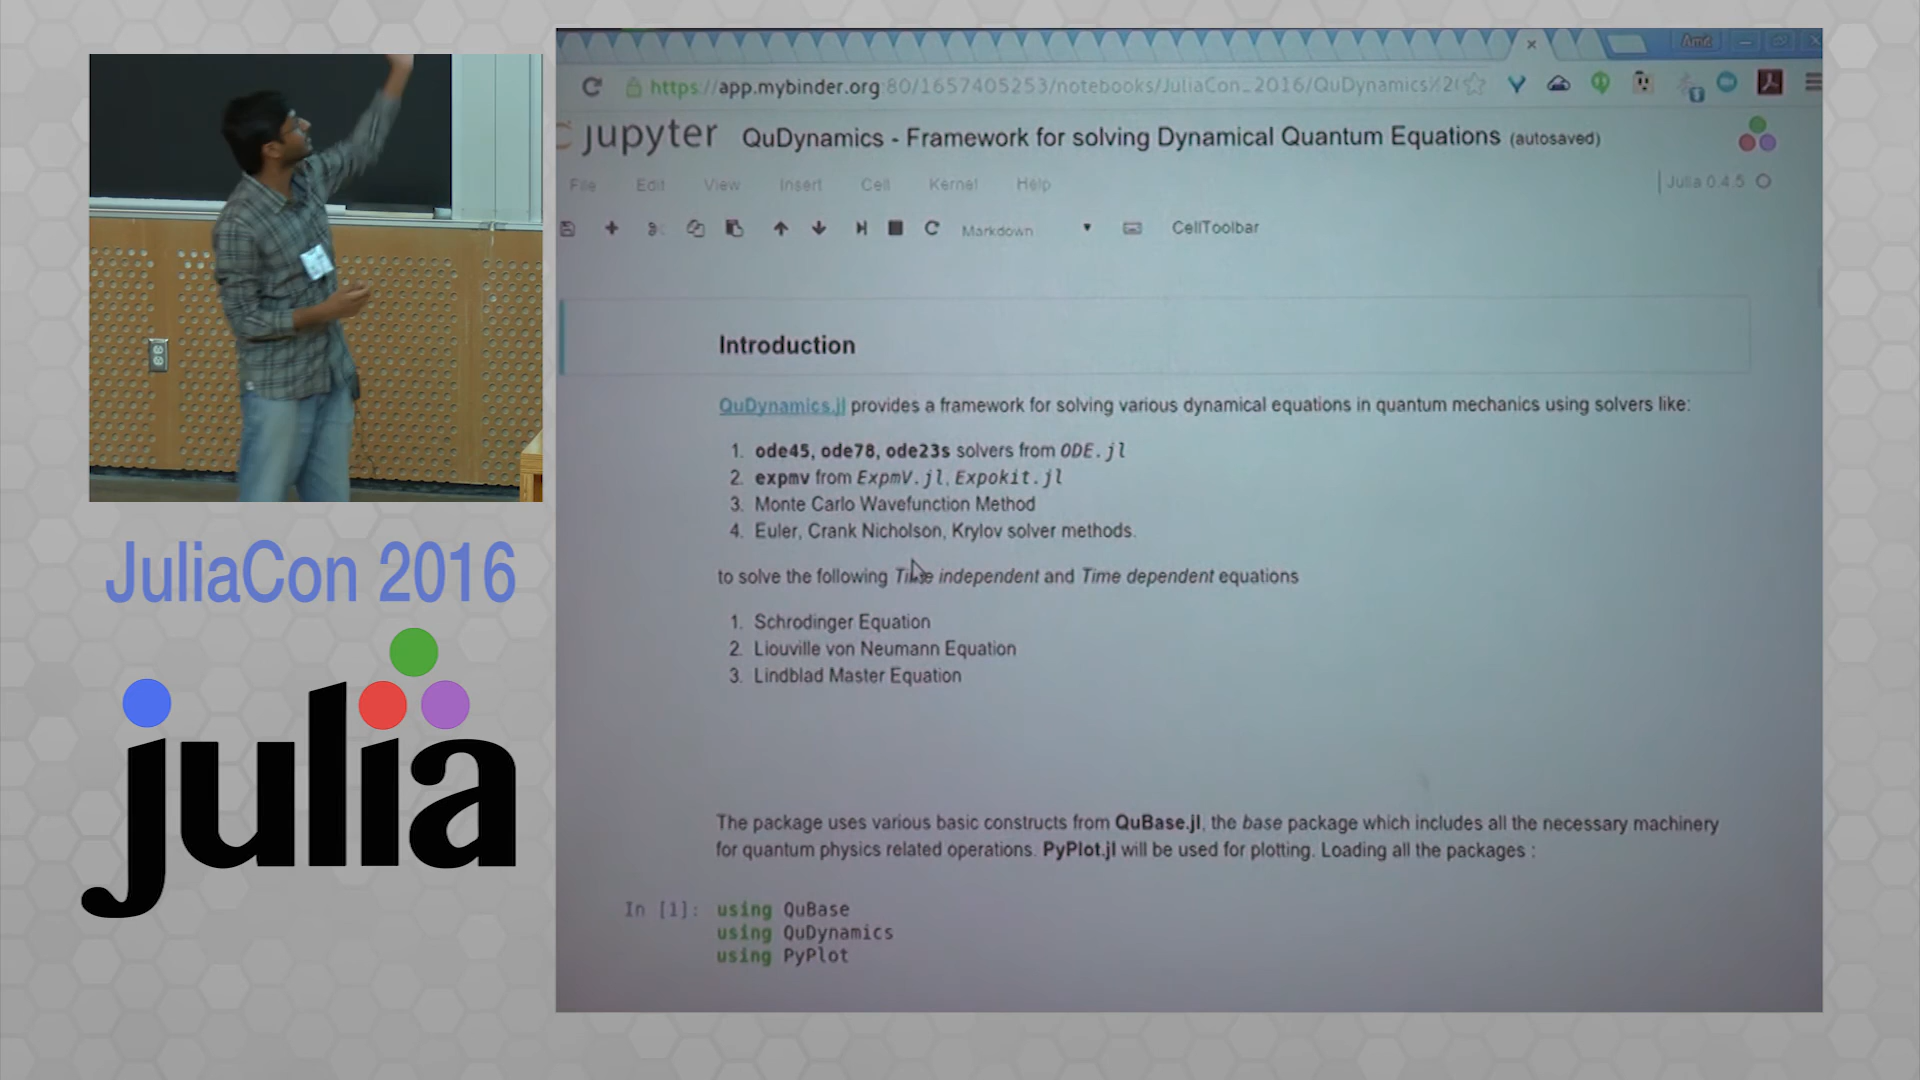 Amit
https://app.mybinder.org:80/1657405253/notebooks/JuliaCon_2016/QuDynamics%2
jupyter QuDynamics - Framework for solving Dynamical Quantum Equations (autosaved)
File Edit View Insert Cell Kernel Help
Julia 0.4.5
Markdown CellToolbar
Introduction
QuDynamics.jl provides a framework for solving various dynamical equations in quantum mechanics using solvers like:
1. ode45, ode78, ode23s solvers from ODE.jl
2. expmv from ExpmV.jl, Expokit.jl
3. Monte Carlo Wavefunction Method
4. Euler, Crank Nicholson, Krylov solver methods.
to solve the following Time independent and Time dependent equations
1. Schrodinger Equation
2. Liouville von Neumann Equation
3. Lindblad Master Equation
The package uses various basic constructs from QuBase.jl, the base package which includes all the necessary machinery
for quantum physics related operations. PyPlot.jl will be used for plotting. Loading all the packages :
In [1]: using QuBase
using QuDynamics
using PyPlot
JuliaCon 2016
julia